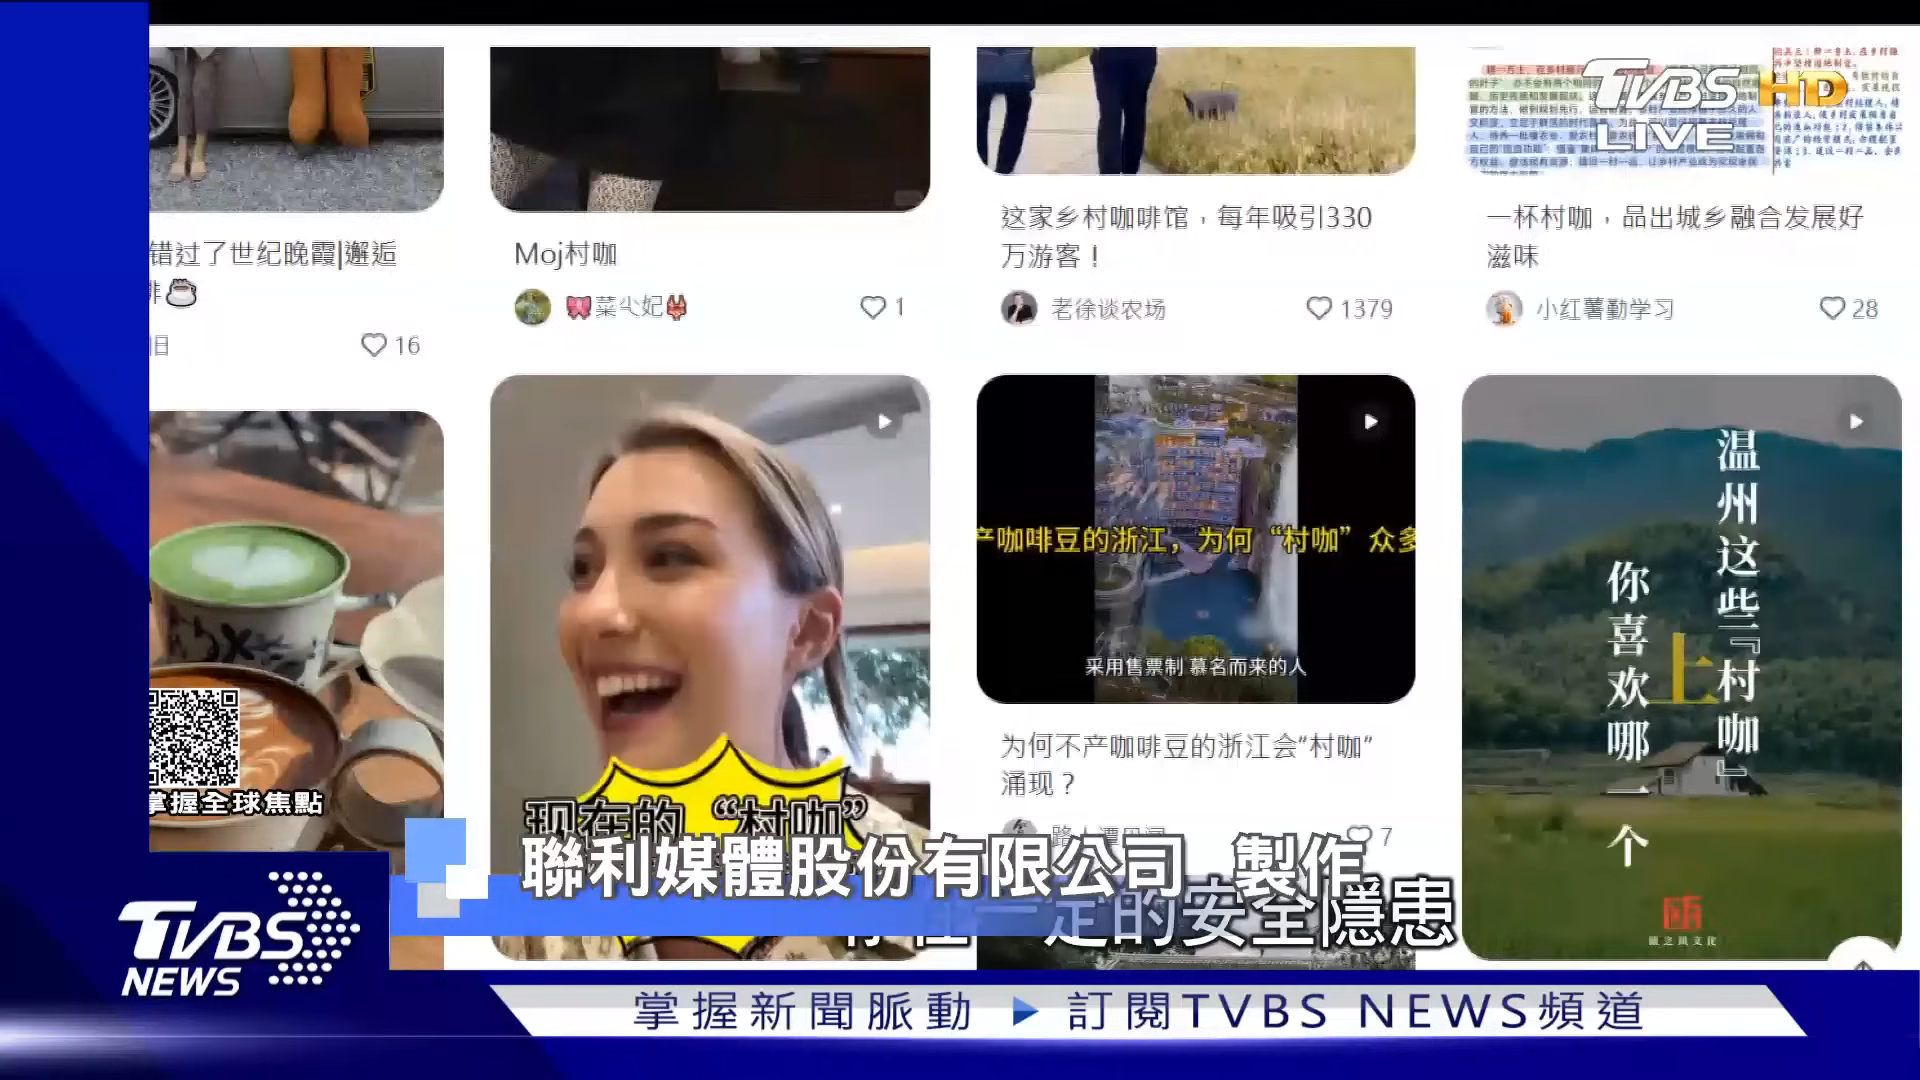 TVBS HD
LIVE
错过了世纪晚霞|邂逅
啡☕
旧
16
Moj村咖
🎀菜心妃👙
1
这家乡村咖啡馆，每年吸引330
万游客！
老徐谈农场
1379
一杯村咖，品出城乡融合发展好
滋味
小红薯勤学习
28
掌握全球焦點
现在的“村咖”
产咖啡豆的浙江，为何“村咖”众多
采用售票制 慕名而来的人
为何不产咖啡豆的浙江会“村咖”
涌现？
7
温州这些『村咖』
你喜欢哪一个
上
聯利媒體股份有限公司 製作
存在一定的安全隱患
TVBS
NEWS
掌握新聞脈動 ▶ 訂閱TVBS NEWS頻道